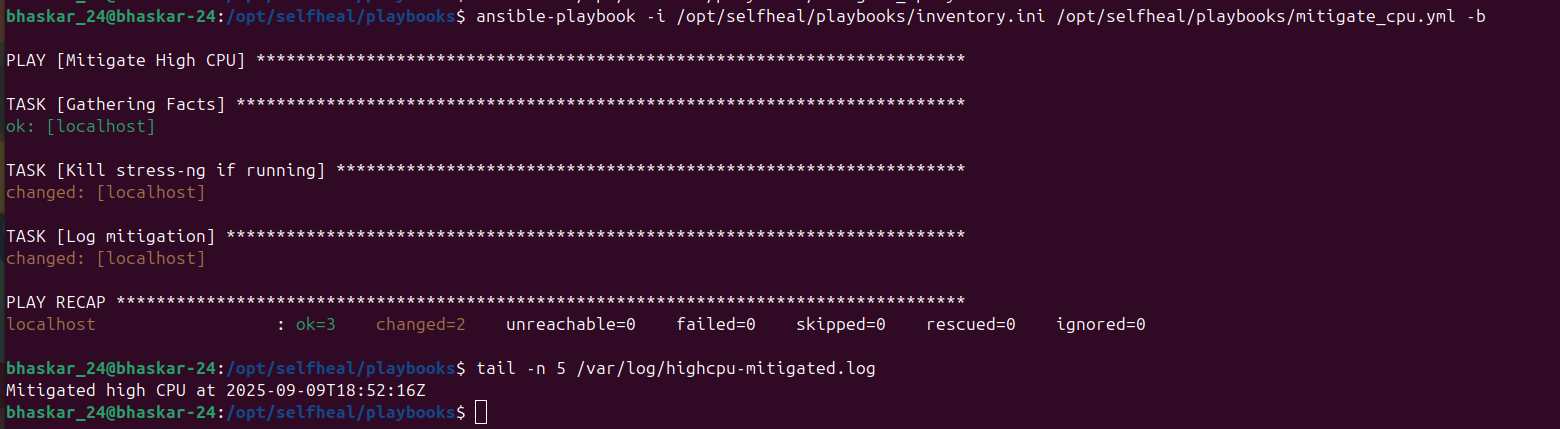 bhaskar_24@bhaskar-24:/opt/selfheal/playbooks$ ansible-playbook -i /opt/selfheal/playbooks/inventory.ini /opt/selfheal/playbooks/mitigate_cpu.yml -b
PLAY [Mitigate High CPU] ***********************************************************************
TASK [Gathering Facts] *************************************************************************
ok: [localhost]
TASK [Kill stress-ng if running] ***************************************************************
changed: [localhost]
TASK [Log mitigation] **************************************************************************
changed: [localhost]
PLAY RECAP *************************************************************************************
localhost                  : ok=3    changed=2    unreachable=0    failed=0    skipped=0    rescued=0    ignored=0
bhaskar_24@bhaskar-24:/opt/selfheal/playbooks$ tail -n 5 /var/log/highcpu-mitigated.log
Mitigated high CPU at 2025-09-09T18:52:16Z
bhaskar_24@bhaskar-24:/opt/selfheal/playbooks$